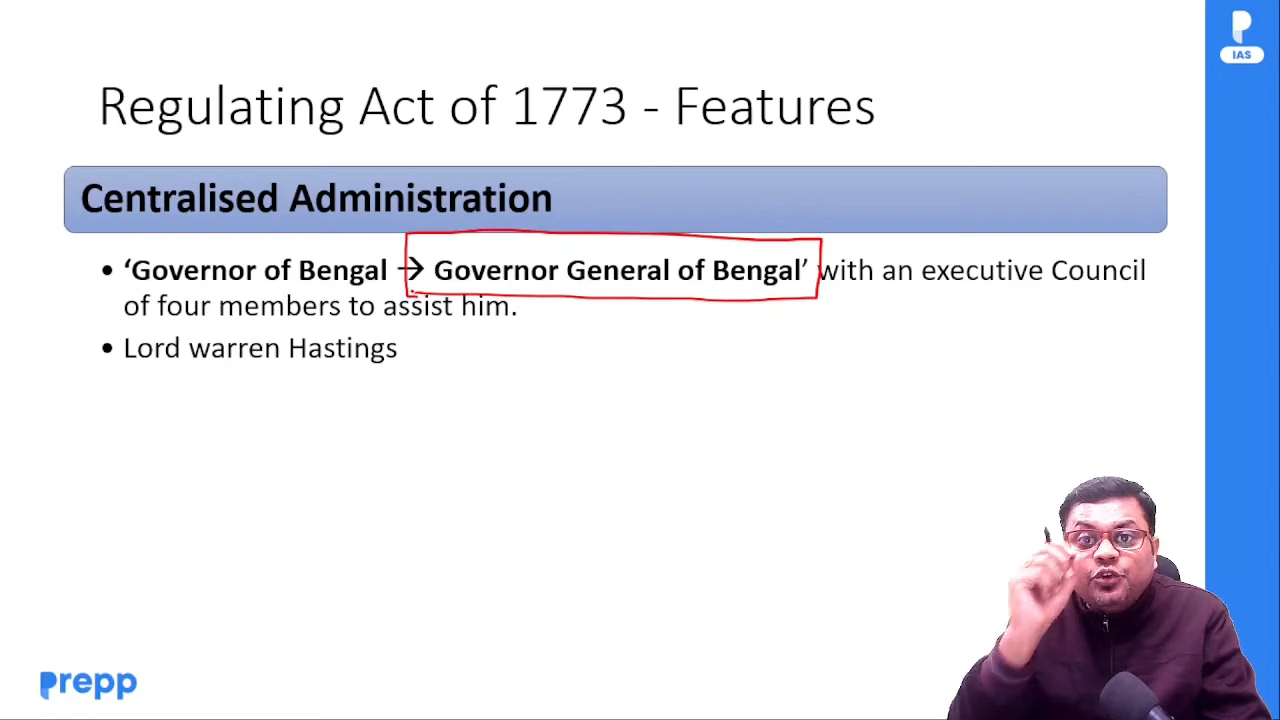 IAS
Regulating Act of 1773 - Features
Centralised Administration
• ‘Governor of Bengal → Governor General of Bengal’ with an executive Council
of four members to assist him.
• Lord warren Hastings
prepp